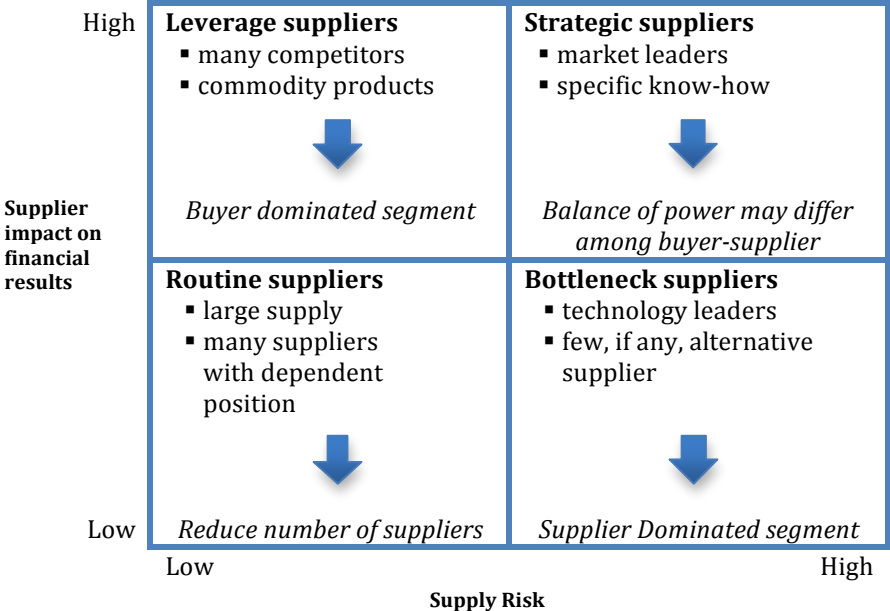 High
Leverage suppliers
▪ many competitors
▪ commodity products
Buyer dominated segment
Strategic suppliers
▪ market leaders
▪ specific know-how
Balance of power may differ
among buyer-supplier
Supplier
impact on
financial
results
Routine suppliers
▪ large supply
▪ many suppliers
with dependent
position
Reduce number of suppliers
Bottleneck suppliers
▪ technology leaders
▪ few, if any, alternative
supplier
Supplier Dominated segment
Low
Low
High
Supply Risk